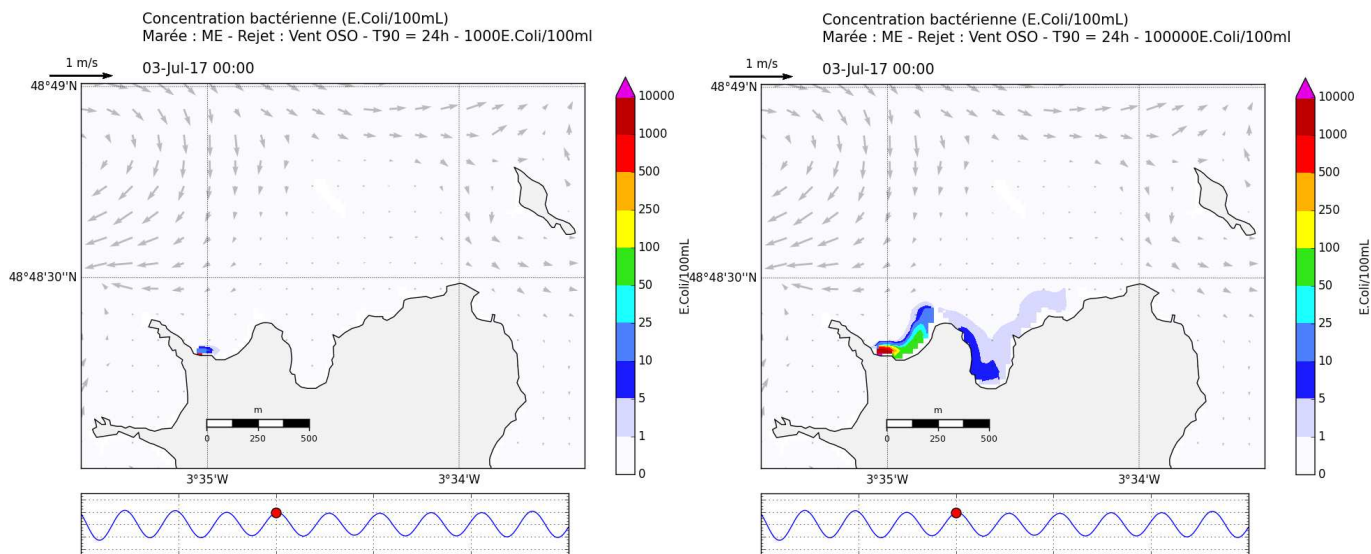 Concentration bactérienne (E.Coli/100mL)
Marée : ME - Rejet : Vent OSO - T90 = 24h - 1000E.Coli/100ml
1 m/s
03-Jul-17 00:00
48°49'N
48°48'30''N
3°35'W
3°34'W
m
0 250 500
10000
1000
500
250
100
50
25
10
5
1
0
E.Coli/100mL
Concentration bactérienne (E.Coli/100mL)
Marée : ME - Rejet : Vent OSO - T90 = 24h - 100000E.Coli/100ml
1 m/s
03-Jul-17 00:00
48°49'N
48°48'30''N
3°35'W
3°34'W
m
0 250 500
10000
1000
500
250
100
50
25
10
5
1
0
E.Coli/100mL